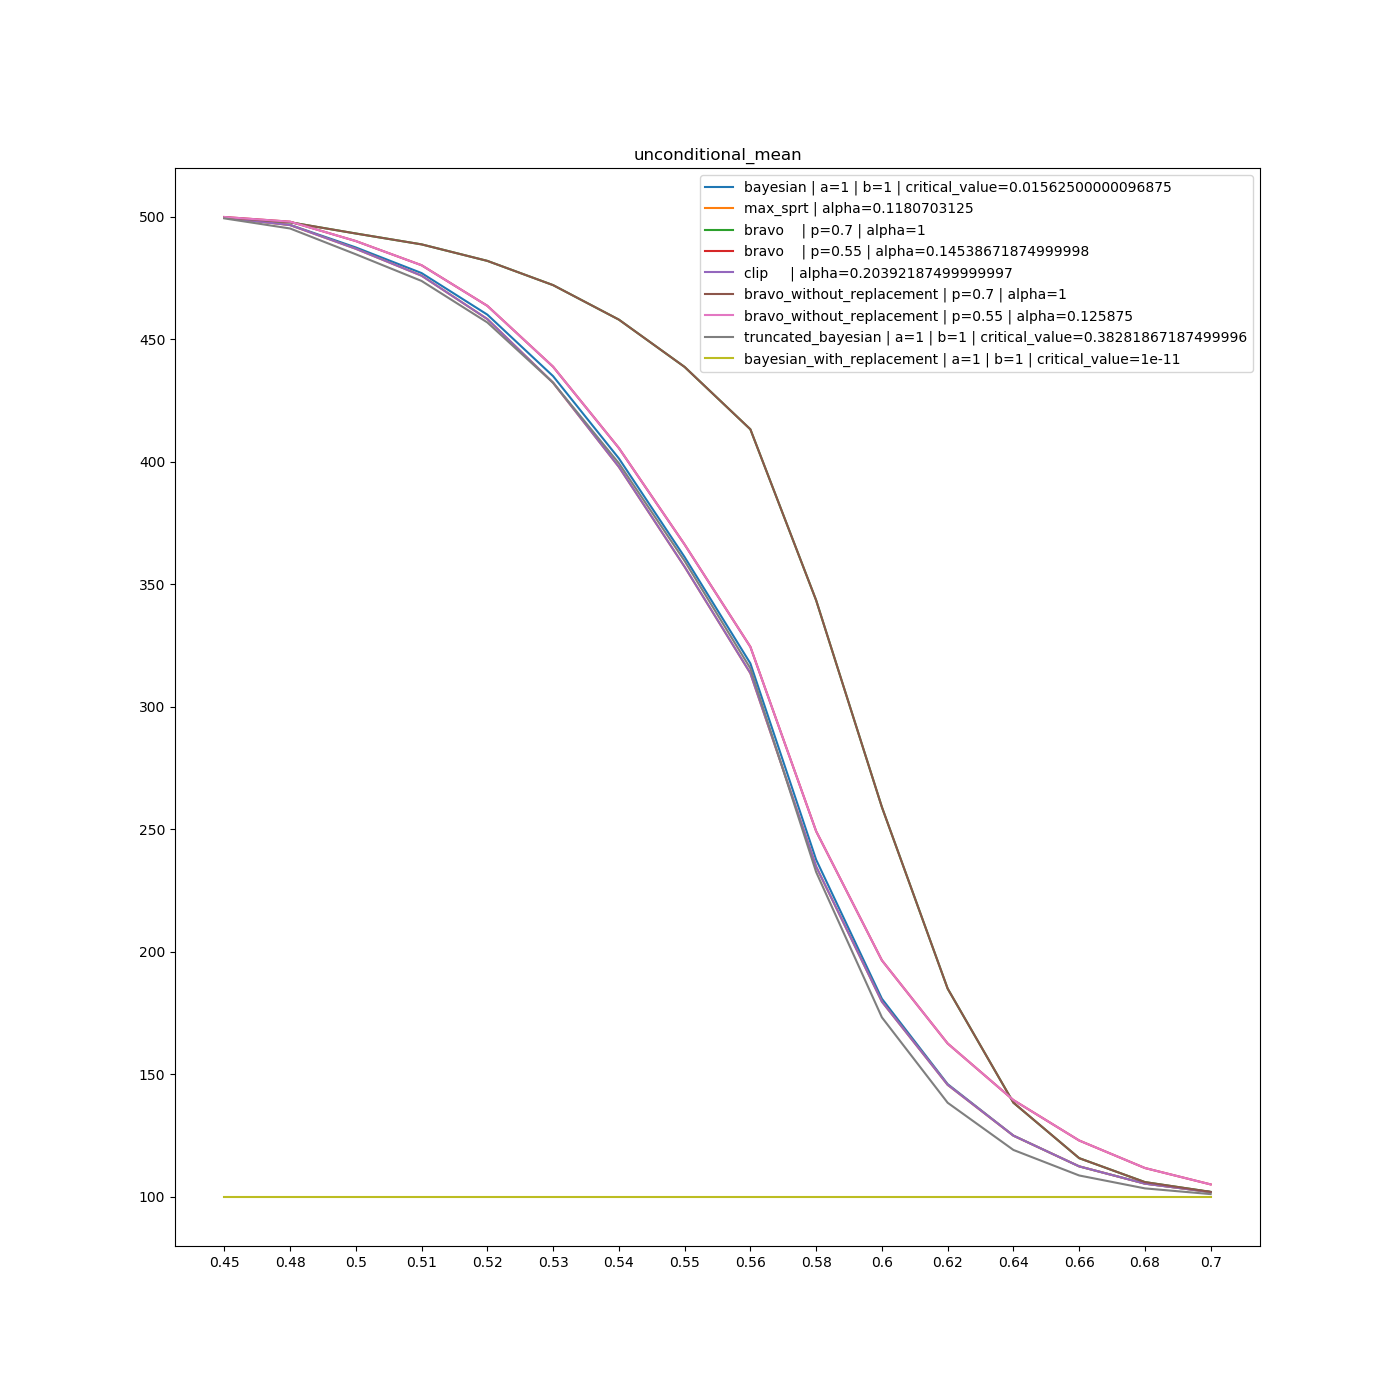 unconditional_mean
bayesian | a=1 | b=1 | critical_value=0.01562500000096875
max_sprt | alpha=0.1180703125
bravo    | p=0.7 | alpha=1
bravo    | p=0.55 | alpha=0.14538671874999998
clip     | alpha=0.20392187499999997
bravo_without_replacement | p=0.7 | alpha=1
bravo_without_replacement | p=0.55 | alpha=0.125875
truncated_bayesian | a=1 | b=1 | critical_value=0.38281867187499996
bayesian_with_replacement | a=1 | b=1 | critical_value=1e-11
500
450
400
350
300
250
200
150
100
0.45 0.48 0.5 0.51 0.52 0.53 0.54 0.55 0.56 0.58 0.6 0.62 0.64 0.66 0.68 0.7